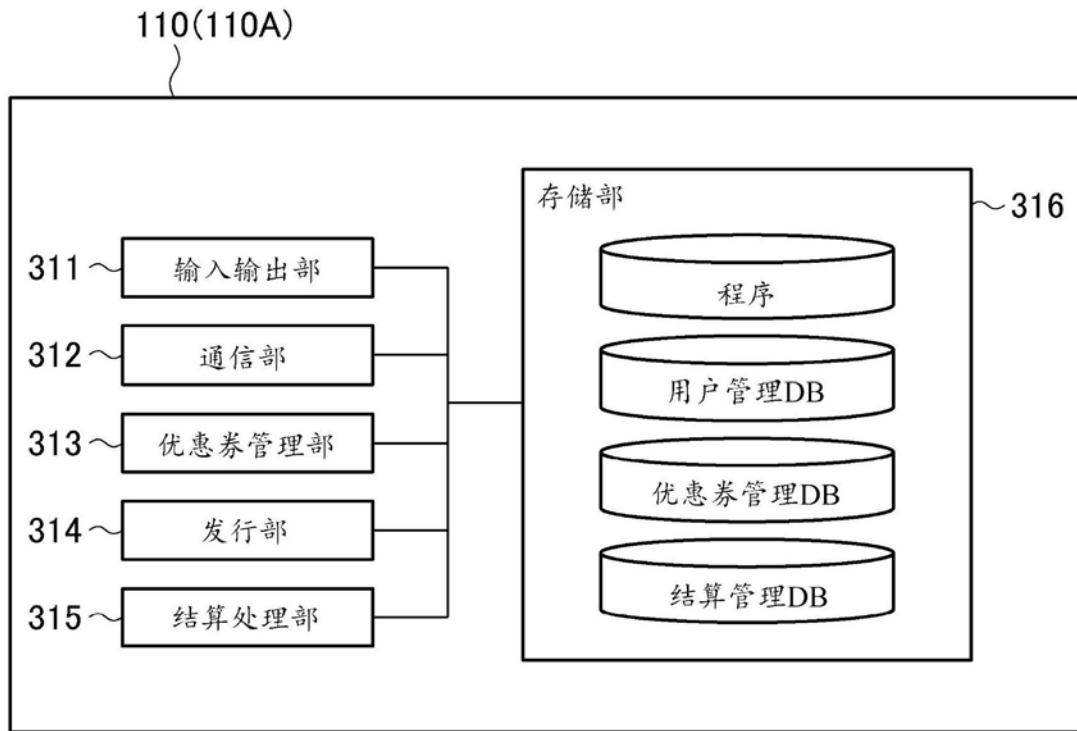 110(110A)
存储部
316
311
输入输出部
程序
312
通信部
用户管理DB
313
优惠券管理部
优惠券管理DB
314
发行部
315
结算处理部
结算管理DB